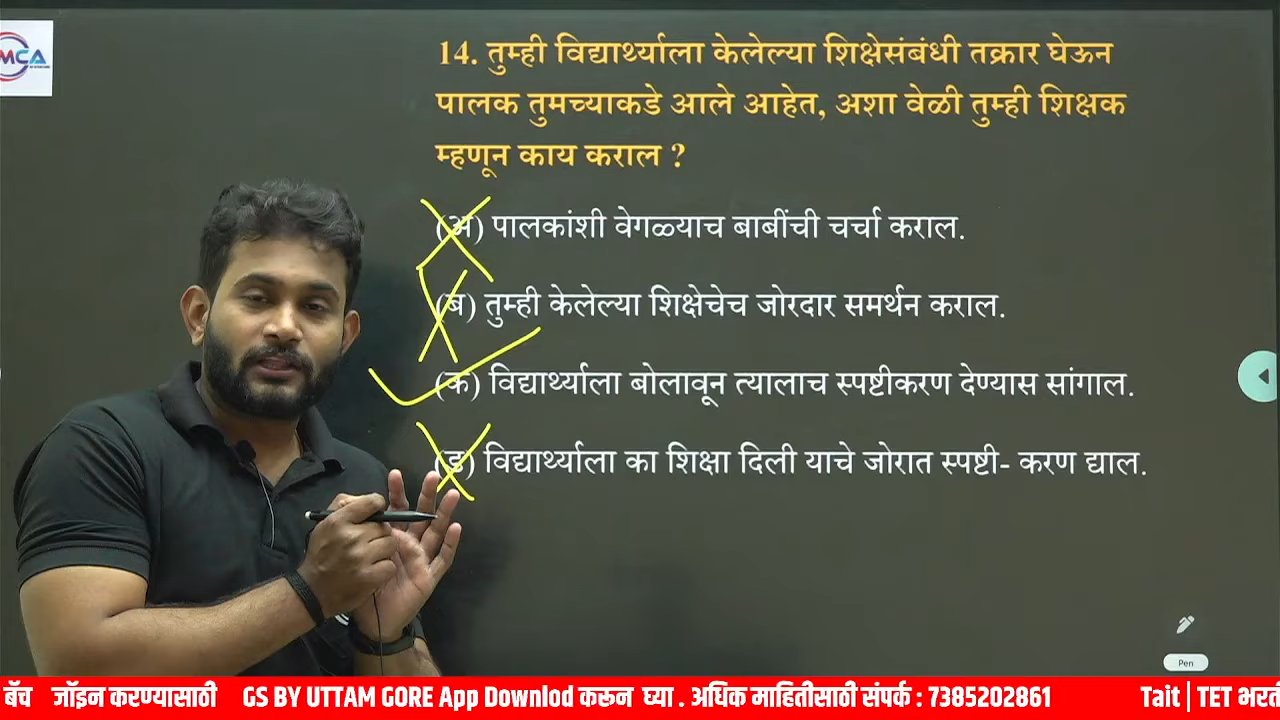 MCA
14. तुम्ही विद्यार्थ्याला केलेल्या शिक्षेसंबंधी तक्रार घेऊन
पालक तुमच्याकडे आले आहेत, अशा वेळी तुम्ही शिक्षक
म्हणून काय कराल ?
(अ) पालकांशी वेगळ्याच बाबींची चर्चा कराल.
(ब) तुम्ही केलेल्या शिक्षेचेच जोरदार समर्थन कराल.
(क) विद्यार्थ्याला बोलावून त्यालाच स्पष्टीकरण देण्यास सांगाल.
(ड) विद्यार्थ्याला का शिक्षा दिली याचे जोरात स्पष्टी- करण द्याल.
Pen
बॅच जॉइन करण्यासाठी GS BY UTTAM GORE App Downlod करून घ्या . अधिक माहितीसाठी संपर्क : 7385202861 Tait | TET भरती